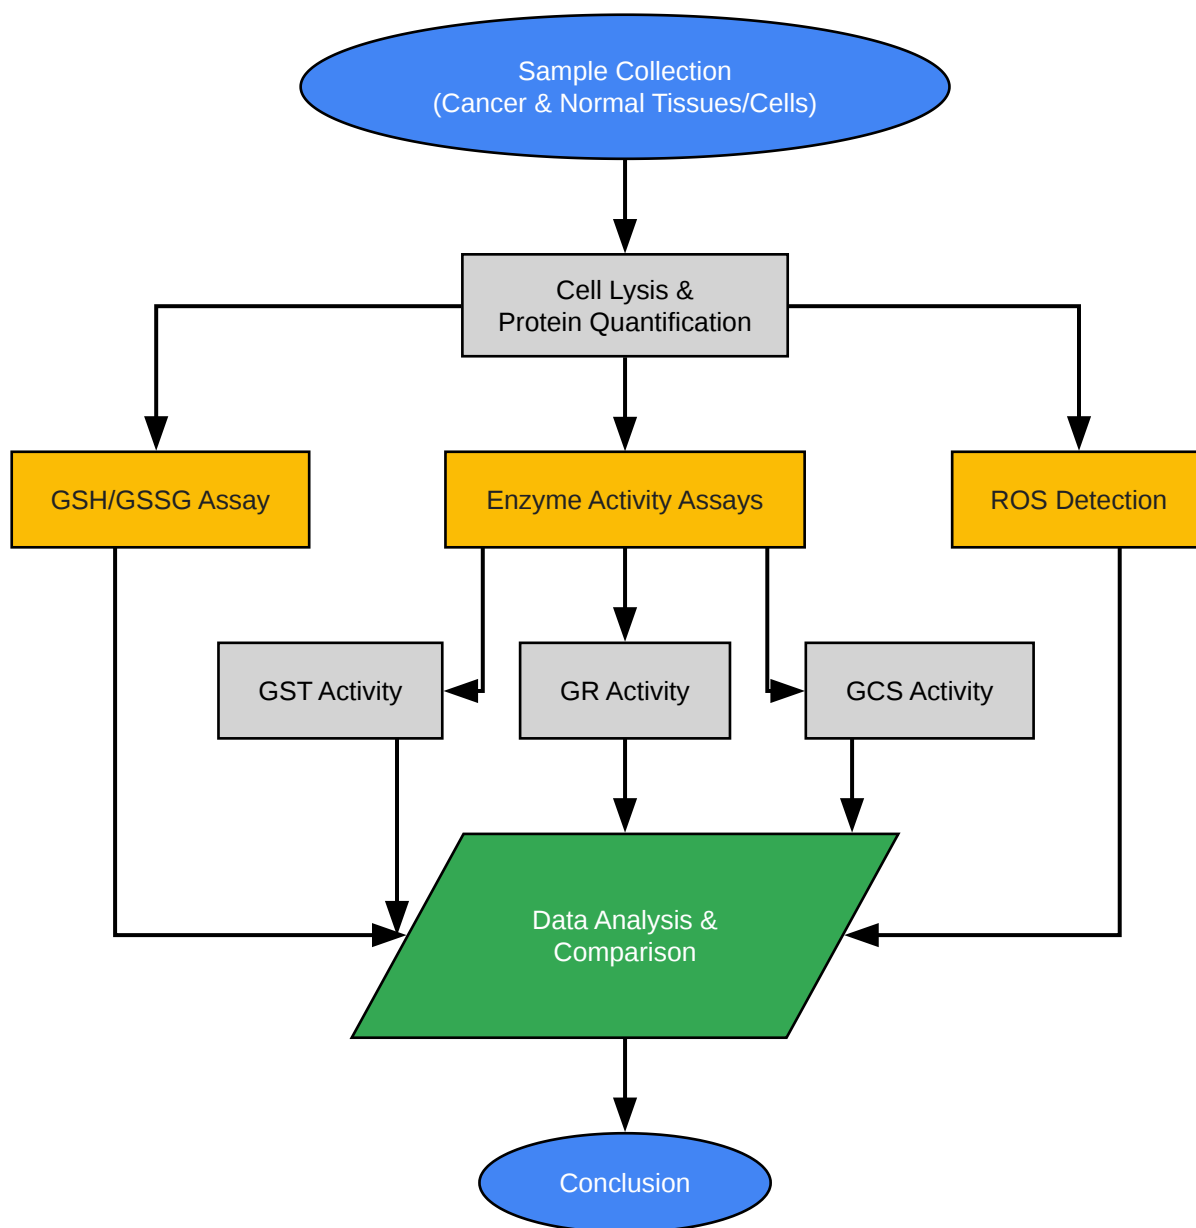 Sample Collection
(Cancer & Normal Tissues/Cells)
Cell Lysis &
Protein Quantification
GSH/GSSG Assay
Enzyme Activity Assays
ROS Detection
GST Activity
GR Activity
GCS Activity
Data Analysis &
Comparison
Conclusion